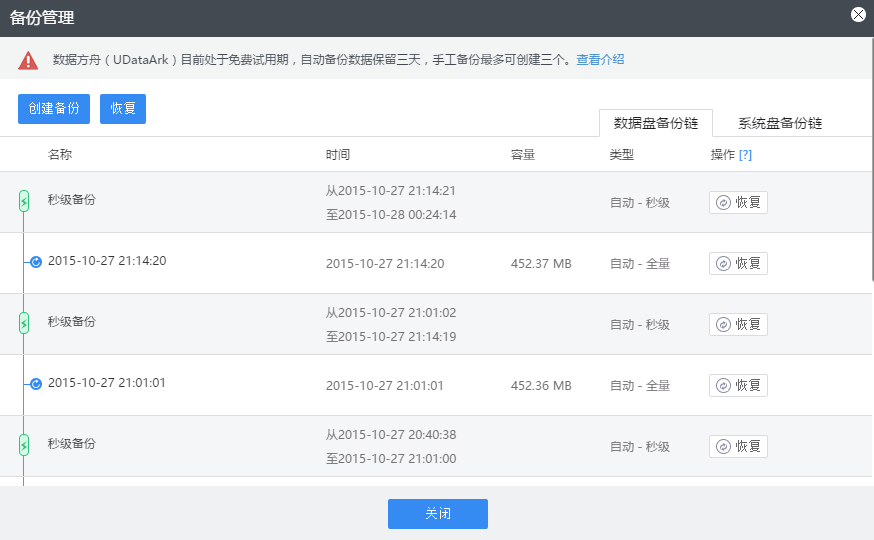 备份管理
数据方舟（UDataArk）目前处于免费试用期，自动备份数据保留三天，手工备份最多可创建三个。查看介绍
创建备份 恢复
数据盘备份链 系统盘备份链
名称 时间 容量 类型 操作 [?]
秒级备份 从2015-10-27 21:14:21 至2015-10-28 00:24:14 自动 - 秒级 恢复
2015-10-27 21:14:20 2015-10-27 21:14:20 452.37 MB 自动 - 全量 恢复
秒级备份 从2015-10-27 21:01:02 至2015-10-27 21:14:19 自动 - 秒级 恢复
2015-10-27 21:01:01 2015-10-27 21:01:01 452.36 MB 自动 - 全量 恢复
秒级备份 从2015-10-27 20:40:38 至2015-10-27 21:01:00 自动 - 秒级 恢复
关闭